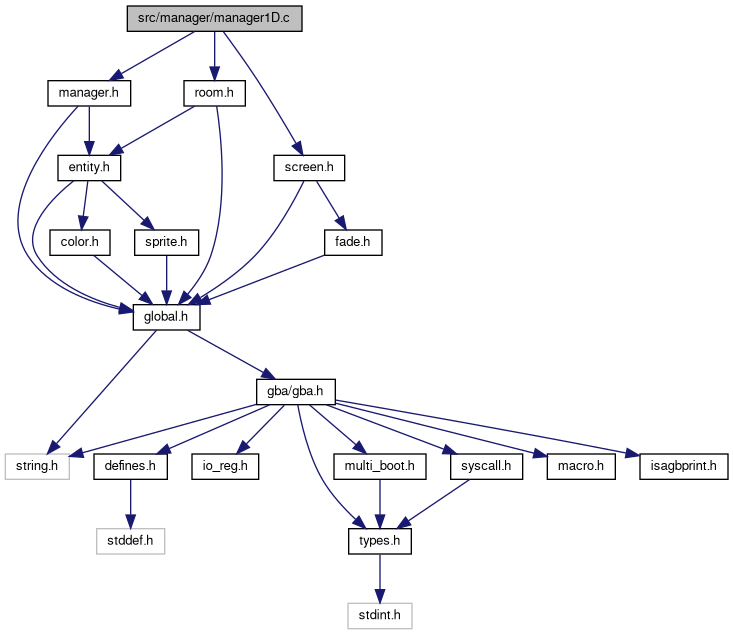 src/manager/manager1D.c
manager.h
room.h
entity.h
screen.h
color.h
sprite.h
fade.h
global.h
gba/gba.h
string.h
defines.h
io_reg.h
multi_boot.h
syscall.h
macro.h
isagbprint.h
stddef.h
types.h
stdint.h